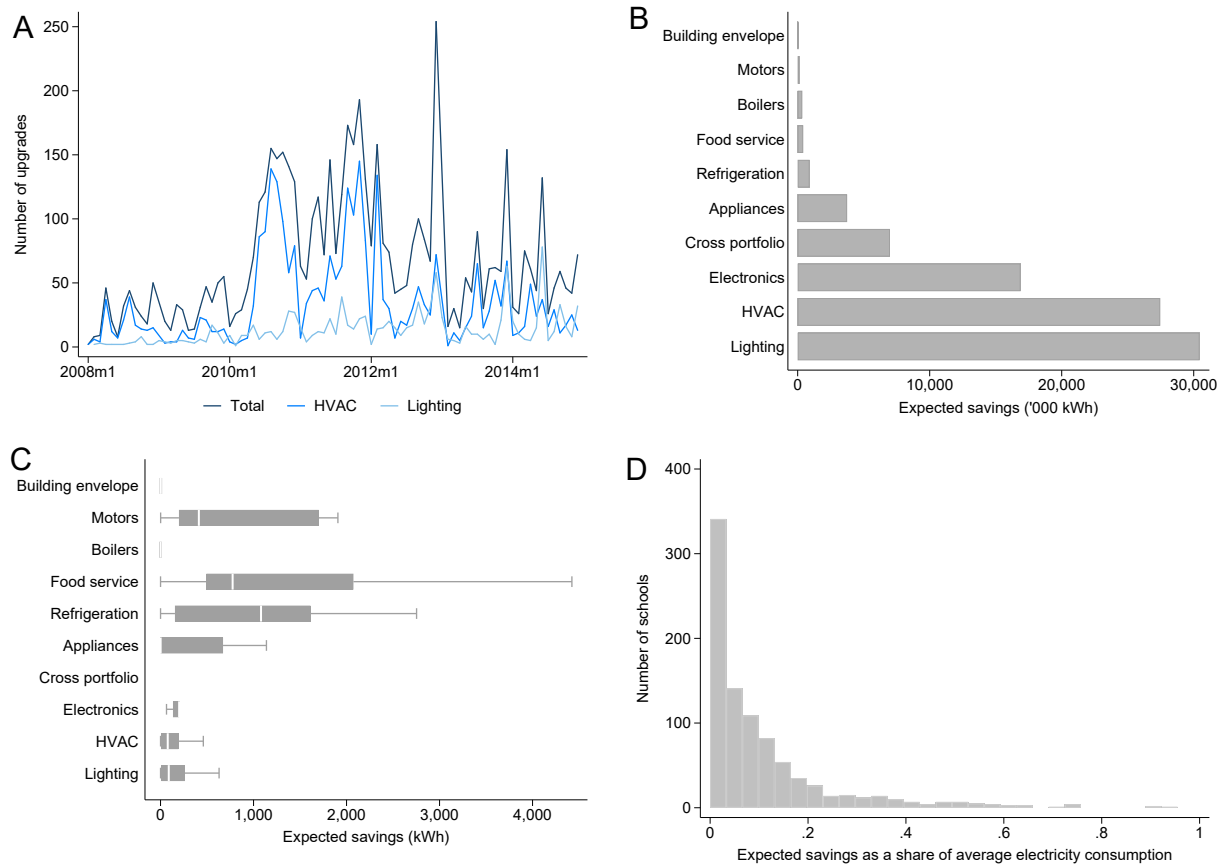 A
Number of upgrades
250
200
150
100
50
0
2008m1 2010m1 2012m1 2014m1
Total HVAC Lighting
B
Building envelope
Motors
Boilers
Food service
Refrigeration
Appliances
Cross portfolio
Electronics
HVAC
Lighting
0 10,000 20,000 30,000
Expected savings ('000 kWh)
C
Building envelope
Motors
Boilers
Food service
Refrigeration
Appliances
Cross portfolio
Electronics
HVAC
Lighting
0 1,000 2,000 3,000 4,000
Expected savings (kWh)
D
Number of schools
400
300
200
100
0
0 .2 .4 .6 .8 1
Expected savings as a share of average electricity consumption